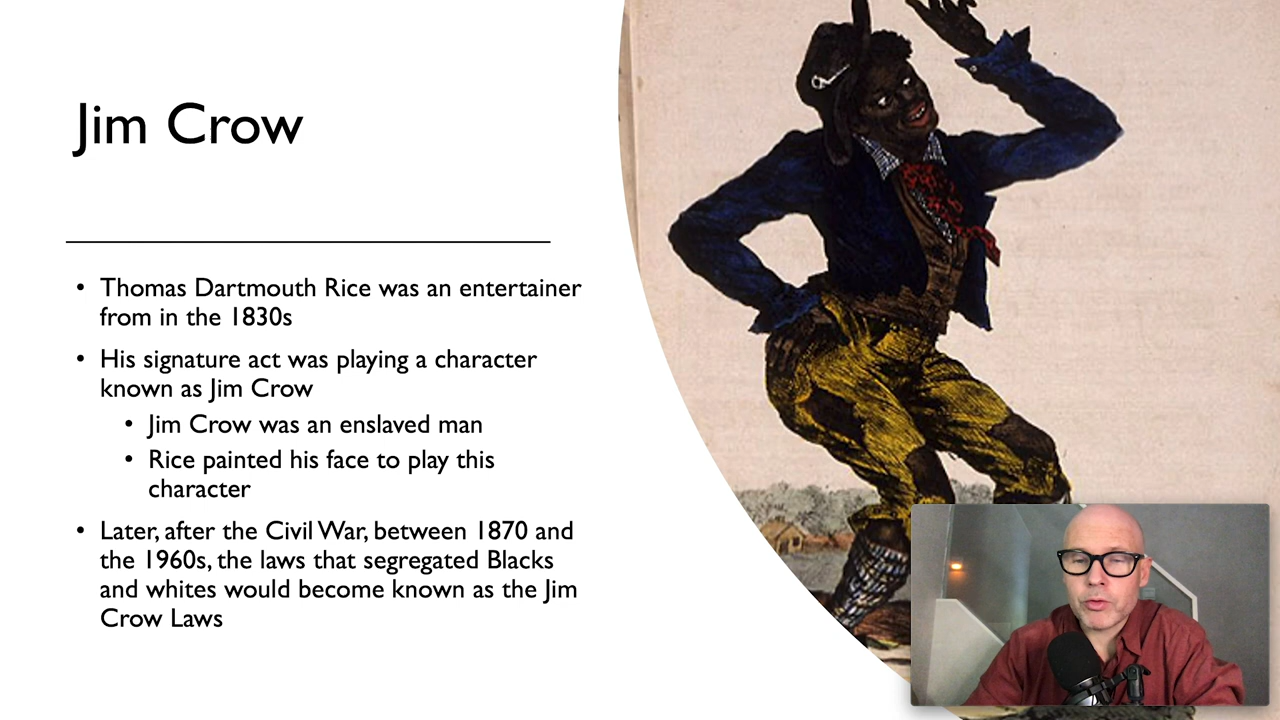 Jim Crow
• Thomas Dartmouth Rice was an entertainer
from in the 1830s
• His signature act was playing a character
known as Jim Crow
• Jim Crow was an enslaved man
• Rice painted his face to play this
character
• Later, after the Civil War, between 1870 and
the 1960s, the laws that segregated Blacks
and whites would become known as the Jim
Crow Laws